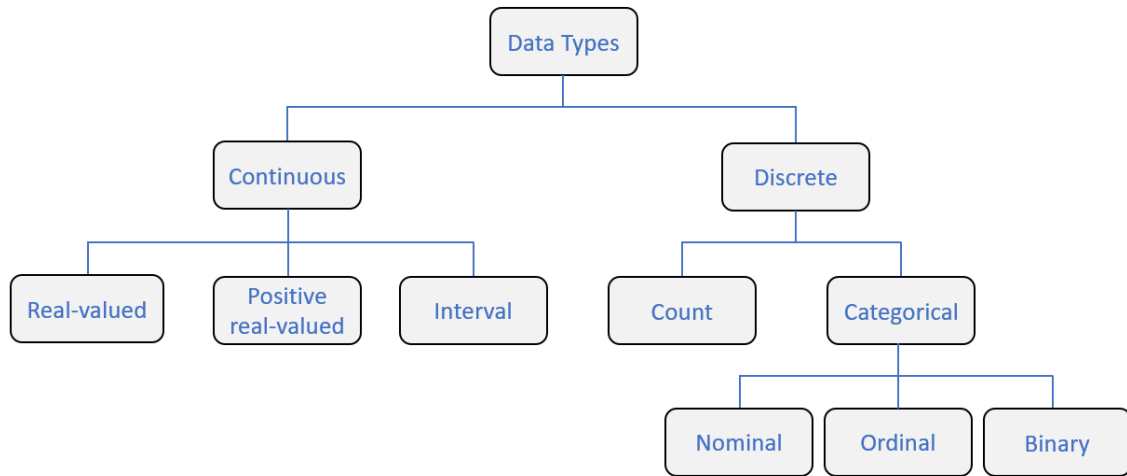 Data Types
Continuous
Discrete
Real-valued
Positive
real-valued
Interval
Count
Categorical
Nominal
Ordinal
Binary